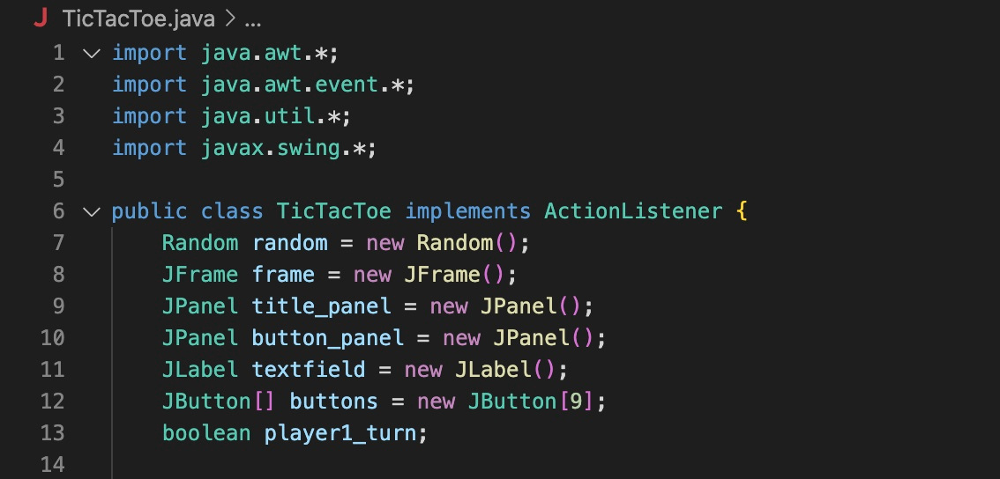 J TicTacToe.java > ...
1 import java.awt.*;
2 import java.awt.event.*;
3 import java.util.*;
4 import javax.swing.*;
5
6 public class TicTacToe implements ActionListener {
7 Random random = new Random();
8 JFrame frame = new JFrame();
9 JPanel title_panel = new JPanel();
10 JPanel button_panel = new JPanel();
11 JLabel textfield = new JLabel();
12 JButton[] buttons = new JButton[9];
13 boolean player1_turn;
14